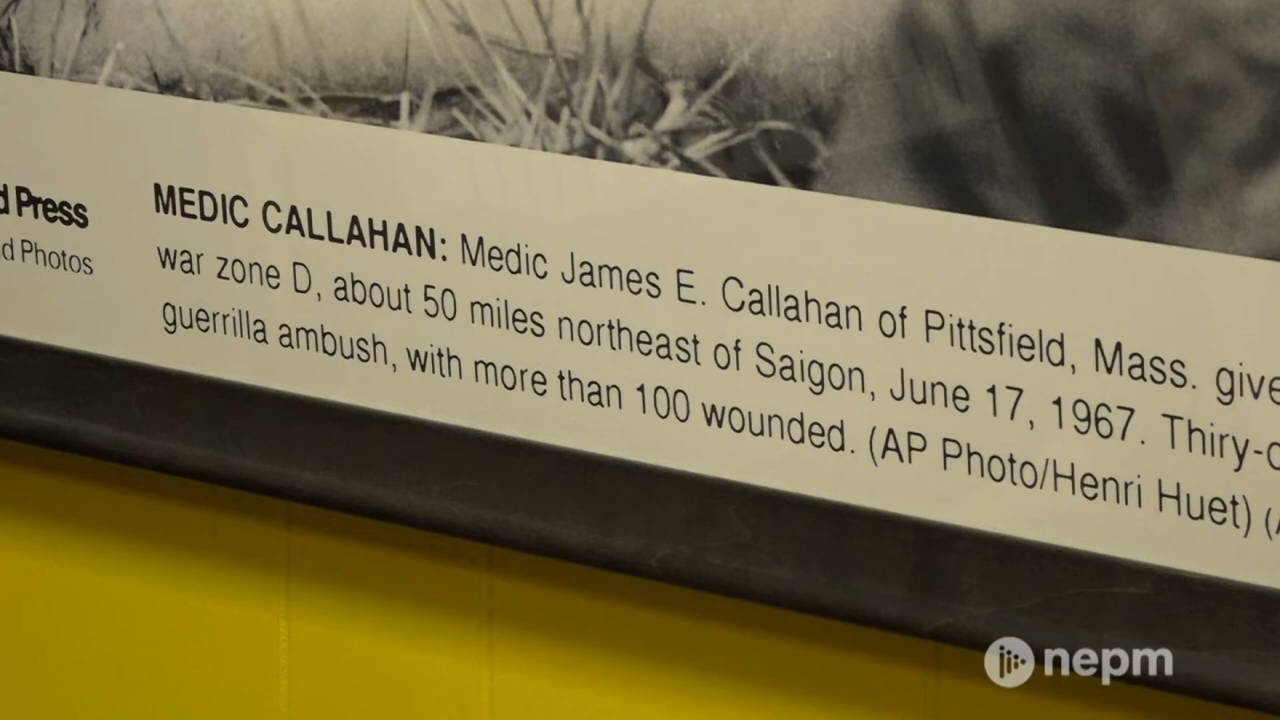 d Press
d Photos
MEDIC CALLAHAN: Medic James E. Callahan of Pittsfield, Mass. give
war zone D, about 50 miles northeast of Saigon, June 17, 1967. Thiry-
guerrilla ambush, with more than 100 wounded. (AP Photo/Henri Huet) (
nepm